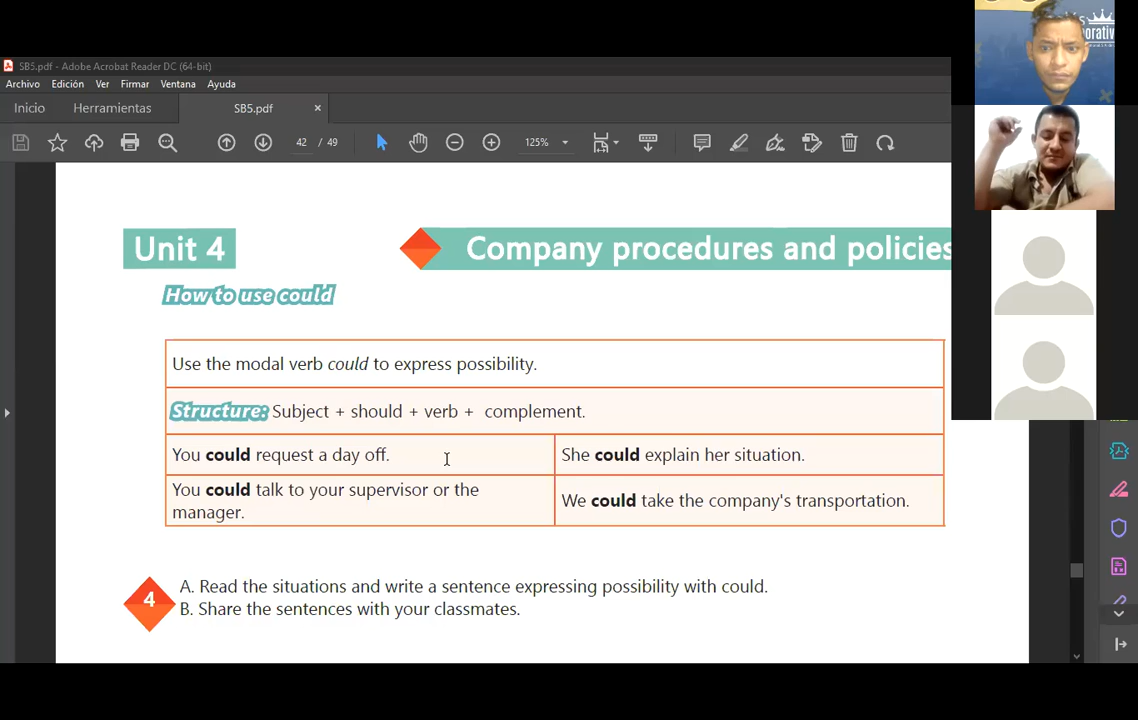 SB5.pdf - Adobe Acrobat Reader DC (64-bit)
Archivo Edición Ver Firmar Ventana Ayuda
Inicio Herramientas SB5.pdf ×
42 / 49 125%
Unit 4 Company procedures and policies
How to use could
Use the modal verb could to express possibility.
Structure: Subject + should + verb + complement.
You could request a day off. She could explain her situation.
You could talk to your supervisor or the
manager.
We could take the company's transportation.
4
A. Read the situations and write a sentence expressing possibility with could.
B. Share the sentences with your classmates.